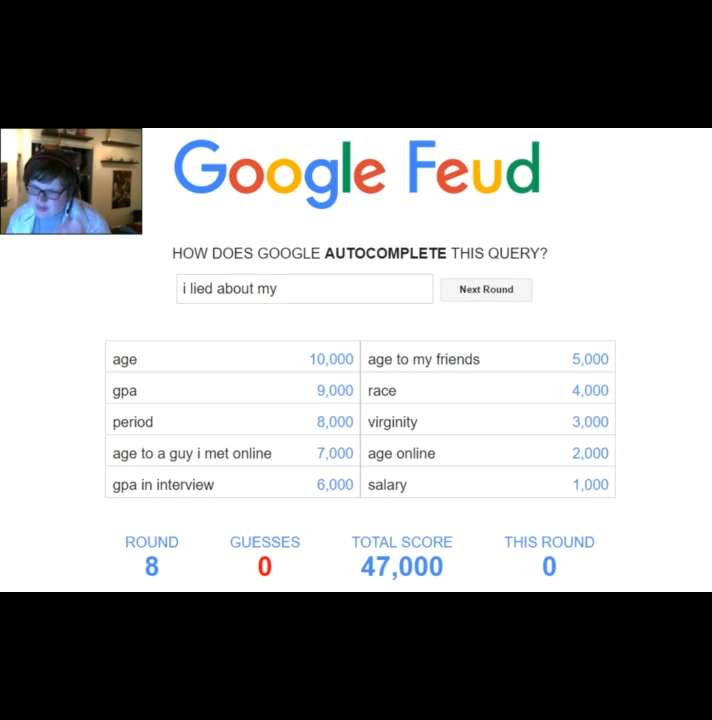 Google Feud
HOW DOES GOOGLE AUTOCOMPLETE THIS QUERY?
i lied about my
Next Round
age 10,000
gpa 9,000
period 8,000
age to a guy i met online 7,000
gpa in interview 6,000
age to my friends 5,000
race 4,000
virginity 3,000
age online 2,000
salary 1,000
ROUND
8
GUESSES
0
TOTAL SCORE
47,000
THIS ROUND
0